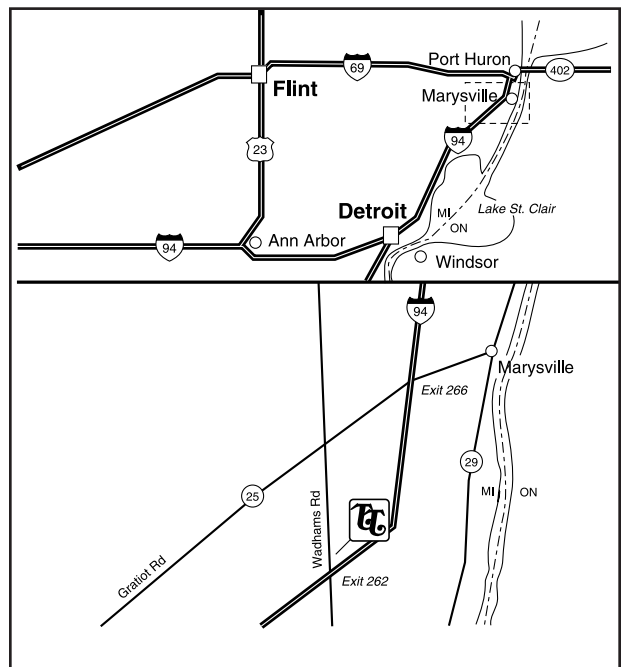 Port Huron
69
402
Flint
Marysville
94
23
Detroit
MI
ON
Lake St. Clair
94
Ann Arbor
Windsor
94
Marysville
Exit 266
25
29
MI
ON
Wadhams Rd
Gratiot Rd
Exit 262